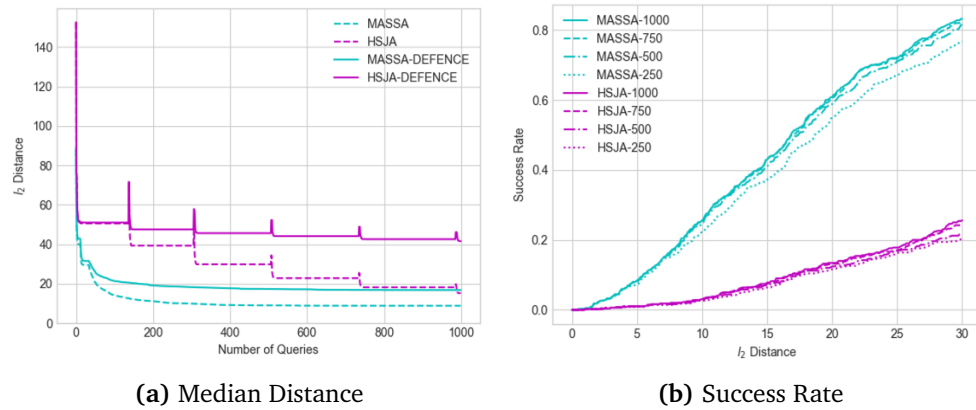 MASSA
HSJA
MASSA-DEFENCE
HSJA-DEFENCE
140
120
100
80
60
40
20
0
l2 Distance
0 200 400 600 800 1000
Number of Queries
(a) Median Distance
MASSA-1000
MASSA-750
MASSA-500
MASSA-250
HSJA-1000
HSJA-750
HSJA-500
HSJA-250
0.8
0.6
0.4
0.2
0.0
Success Rate
0 5 10 15 20 25 30
l2 Distance
(b) Success Rate